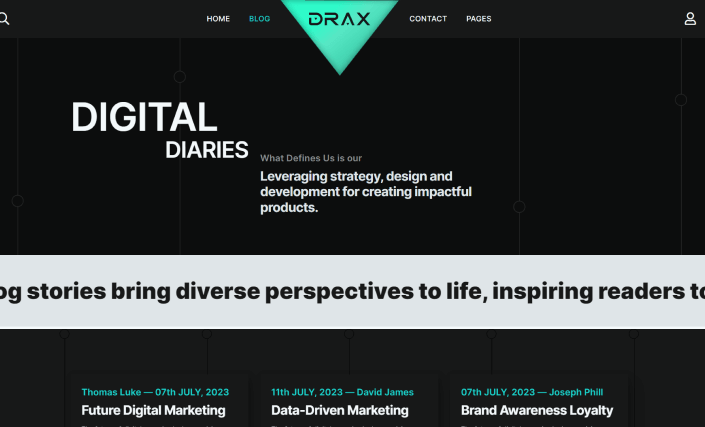 HOME
BLOG
DRAX
CONTACT
PAGES
DIGITAL
DIARIES
What Defines Us is our
Leveraging strategy, design and
development for creating impactful
products.
og stories bring diverse perspectives to life, inspiring readers to
Thomas Luke — 07th JULY, 2023
Future Digital Marketing
11th JULY, 2023 — David James
Data-Driven Marketing
07th JULY, 2023 — Joseph Phill
Brand Awareness Loyalty